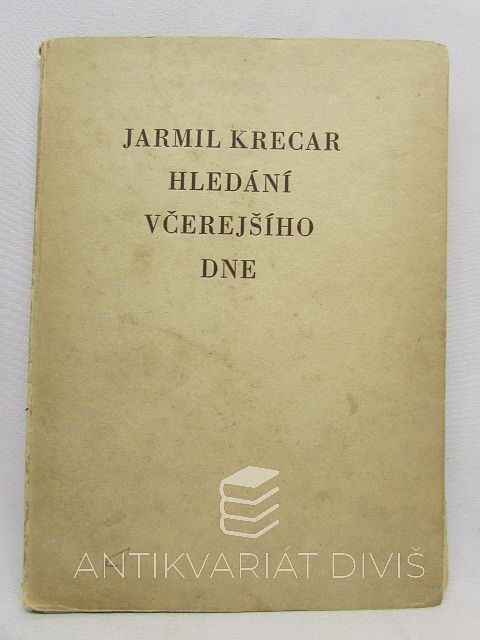 JARMIL KRECAR
HLEDÁNÍ
VČEREJŠÍHO
DNE
ANTIKVARIÁT DIVIŠ